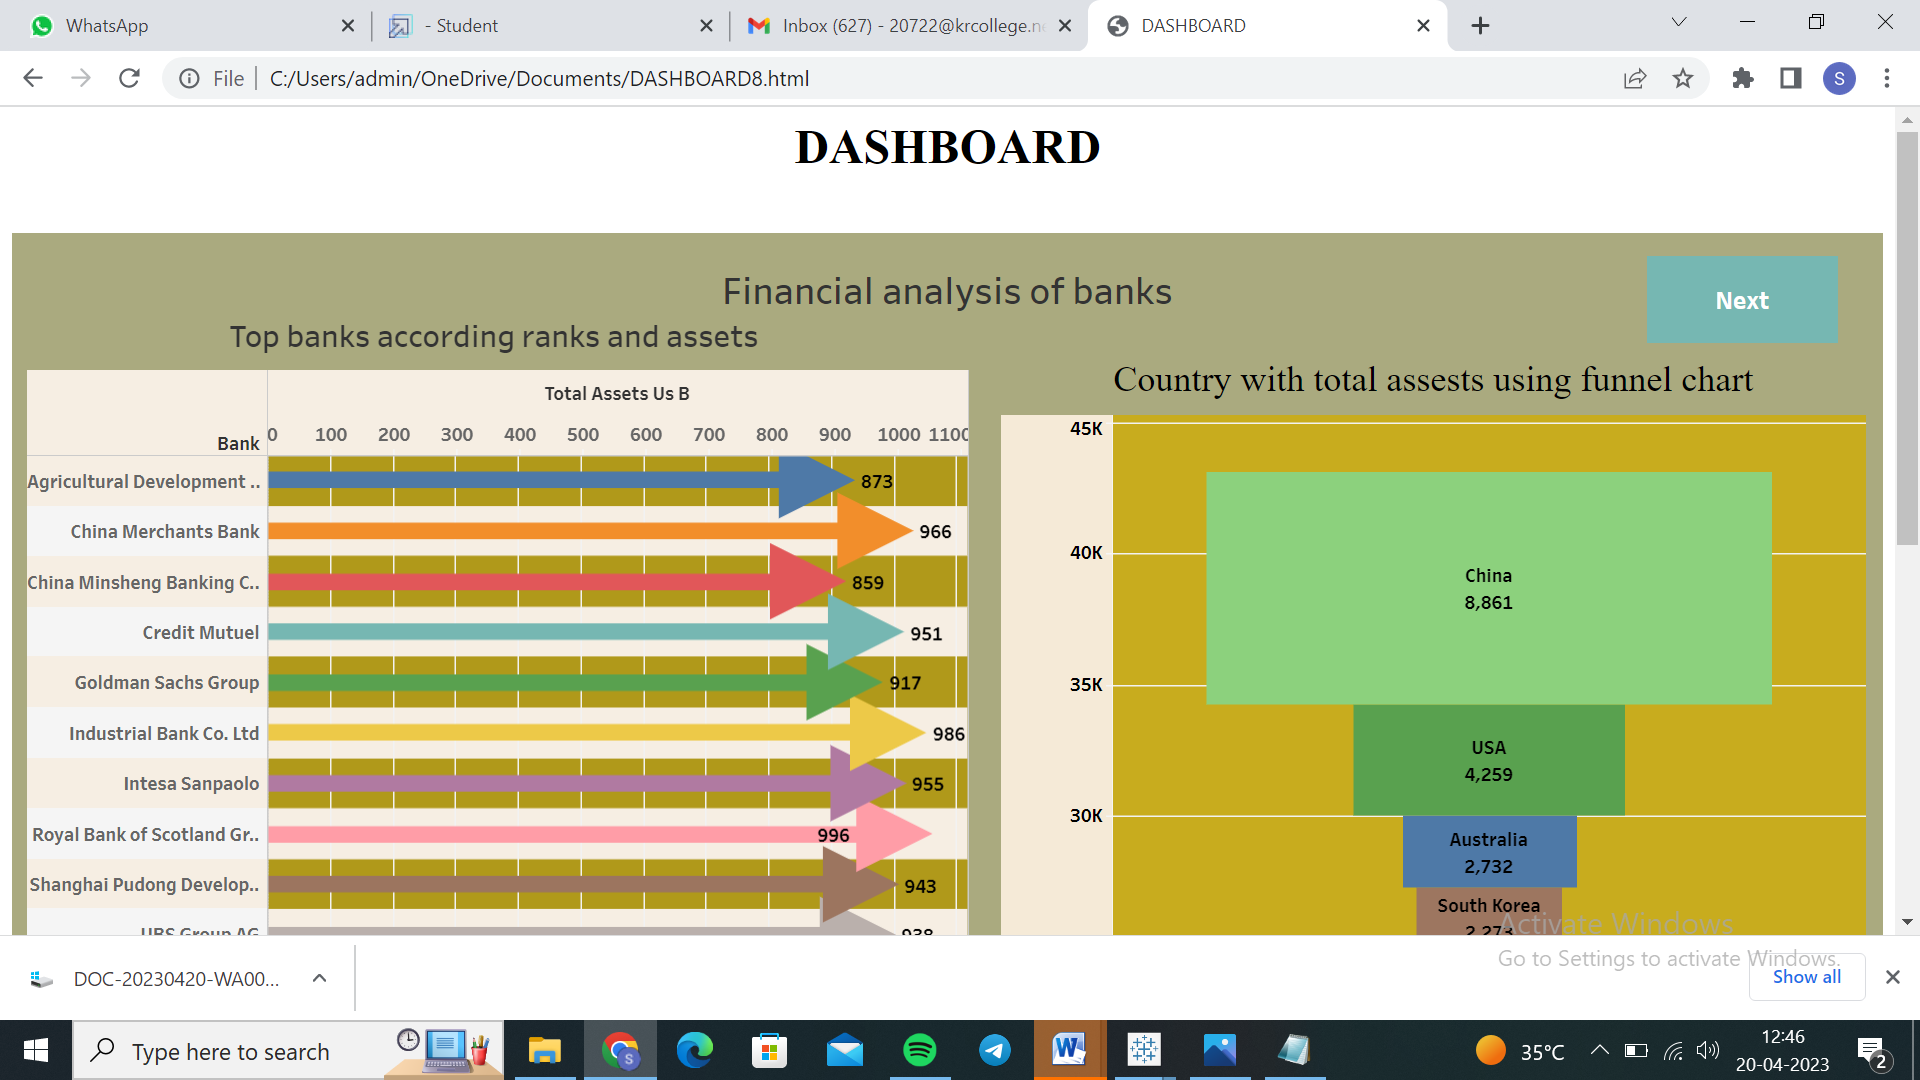 WhatsApp
- Student
Inbox (627) - 20722@krcollege.ne
DASHBOARD
File
C:/Users/admin/OneDrive/Documents/DASHBOARD8.html
S
DASHBOARD
Financial analysis of banks
Next
Top banks according ranks and assets
Country with total assests using funnel chart
Total Assets Us B
Bank
0 100 200 300 400 500 600 700 800 900 1000 1100
Agricultural Development .. 873
China Merchants Bank 966
China Minsheng Banking C.. 859
Credit Mutuel 951
Goldman Sachs Group 917
Industrial Bank Co. Ltd 986
Intesa Sanpaolo 955
Royal Bank of Scotland Gr.. 996
Shanghai Pudong Develop.. 943
UBS Group AG 938
45K
40K
35K
30K
China
8,861
USA
4,259
Australia
2,732
South Korea
2,273
Activate Windows
Go to Settings to activate Windows.
DOC-20230420-WA00...
Show all
Type here to search
S
W
35°C
12:46
20-04-2023
2